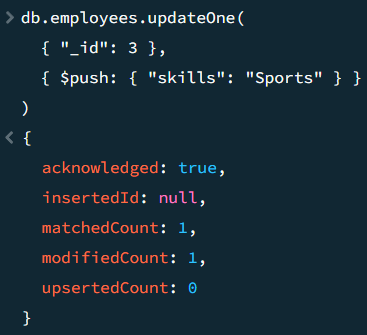 > db.employees.updateOne(
{ "_id": 3 },
{ $push: { "skills": "Sports" } }
)
< {
acknowledged: true,
insertedId: null,
matchedCount: 1,
modifiedCount: 1,
upsertedCount: 0
}